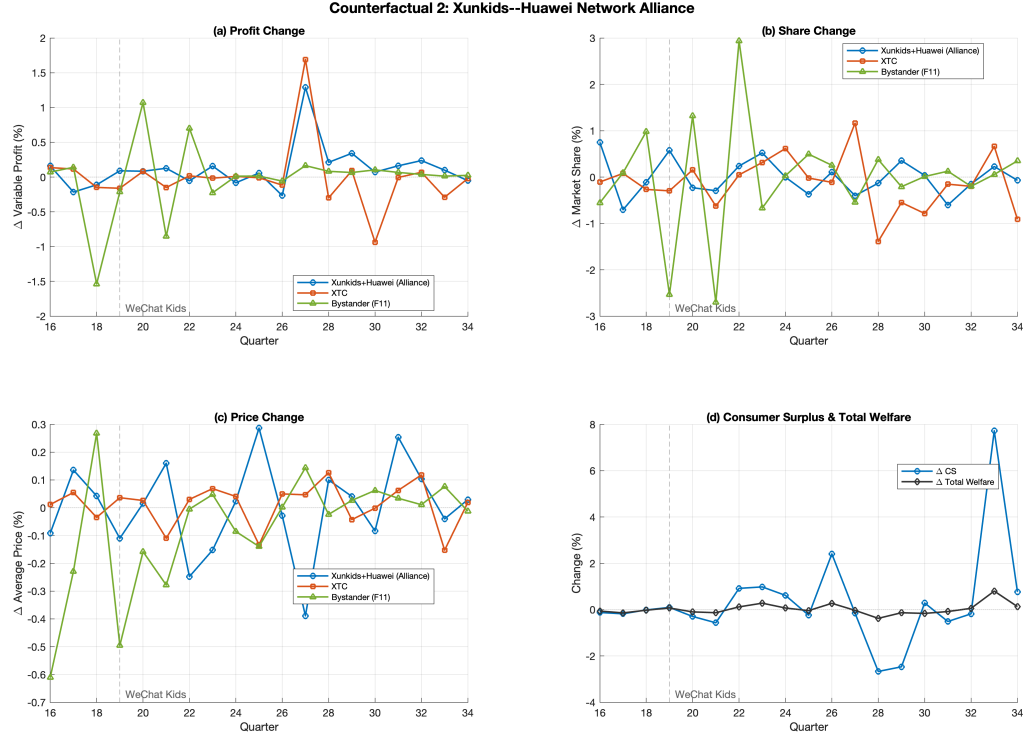 Counterfactual 2: Xunkids--Huawei Network Alliance
(a) Profit Change
Δ Variable Profit (%)
2
1.5
1
0.5
0
-0.5
-1
-1.5
-2
16 18 20 22 24 26 28 30 32 34
Quarter
WeChat Kids
Xunkids+Huawei (Alliance)
XTC
Bystander (F11)
(b) Share Change
Δ Market Share (%)
3
2
1
0
-1
-2
-3
16 18 20 22 24 26 28 30 32 34
Quarter
WeChat Kids
Xunkids+Huawei (Alliance)
XTC
Bystander (F11)
(c) Price Change
Δ Average Price (%)
0.3
0.2
0.1
0
-0.1
-0.2
-0.3
-0.4
-0.5
-0.6
-0.7
16 18 20 22 24 26 28 30 32 34
Quarter
WeChat Kids
Xunkids+Huawei (Alliance)
XTC
Bystander (F11)
(d) Consumer Surplus & Total Welfare
Change (%)
8
6
4
2
0
-2
-4
16 18 20 22 24 26 28 30 32 34
Quarter
WeChat Kids
Δ CS
Δ Total Welfare